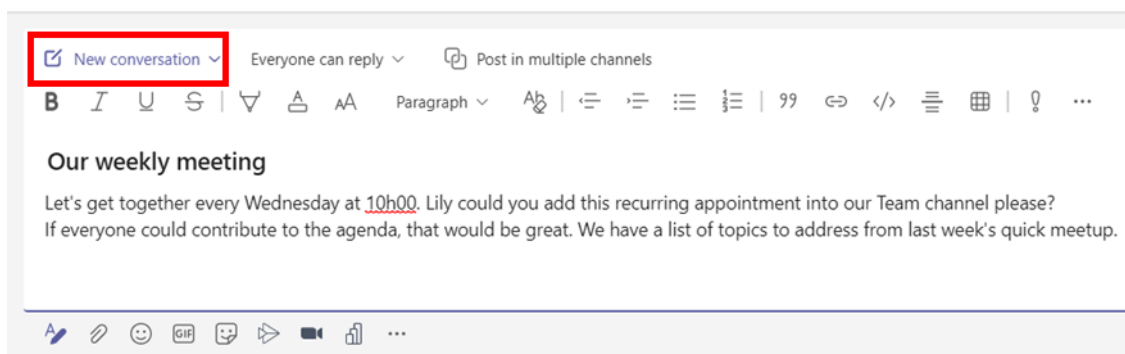 New conversation Everyone can reply Post in multiple channels
B I U S A AA Paragraph Ab 99 </>
Our weekly meeting
Let's get together every Wednesday at 10h00. Lily could you add this recurring appointment into our Team channel please?
If everyone could contribute to the agenda, that would be great. We have a list of topics to address from last week's quick meetup.
GIF